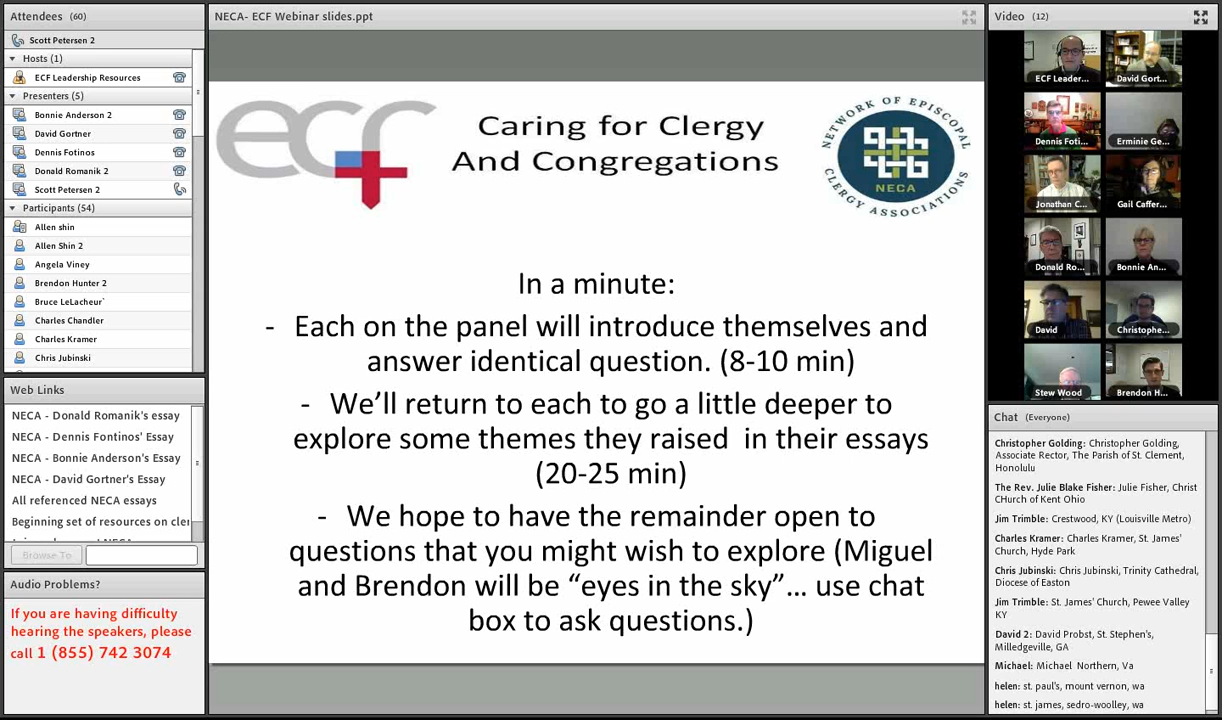 Attendees (60)
Scott Petersen 2
Hosts (1)
ECF Leadership Resources
Presenters (5)
Bonnie Anderson 2
David Gortner
Dennis Fotinos
Donald Romanik 2
Scott Petersen 2
Participants (54)
Allen shin
Allen Shin 2
Angela Viney
Brendon Hunter 2
Bruce LeLacheur`
Charles Chandler
Charles Kramer
Chris Jubinski
Web Links
NECA - Donald Romanik's essay
NECA - Dennis Fontinos' Essay
NECA - Bonnie Anderson's Essay
NECA - David Gortner's Essay
All referenced NECA essays
Beginning set of resources on cler
Browse To
Audio Problems?
If you are having difficulty
hearing the speakers, please
call 1 (855) 742 3074
NECA- ECF Webinar slides.ppt
ecf
Caring for Clergy
And Congregations
NETWORK OF EPISCOPAL
NECA
CLERGY ASSOCIATIONS
In a minute:
- Each on the panel will introduce themselves and
answer identical question. (8-10 min)
- We’ll return to each to go a little deeper to
explore some themes they raised in their essays
(20-25 min)
- We hope to have the remainder open to
questions that you might wish to explore (Miguel
and Brendon will be “eyes in the sky”... use chat
box to ask questions.)
Video (12)
ECF Leader...
David Gort...
Dennis Foti...
Erminie Ge...
Jonathan C...
Gail Caffer...
Donald Ro...
Bonnie An...
David
Christophe...
Stew Wood
Brendon H...
Chat (Everyone)
Christopher Golding: Christopher Golding,
Associate Rector, The Parish of St. Clement,
Honolulu
The Rev. Julie Blake Fisher: Julie Fisher, Christ
CHurch of Kent Ohio
Jim Trimble: Crestwood, KY (Louisville Metro)
Charles Kramer: Charles Kramer, St. James'
Church, Hyde Park
Chris Jubinski: Chris Jubinski, Trinity Cathedral,
Diocese of Easton
Jim Trimble: St. James' Church, Pewee Valley
KY
David 2: David Probst, St. Stephen's,
Milledgeville, GA
Michael: Michael Northern, Va
helen: st. paul's, mount vernon, wa
helen: st. james, sedro-woolley, wa